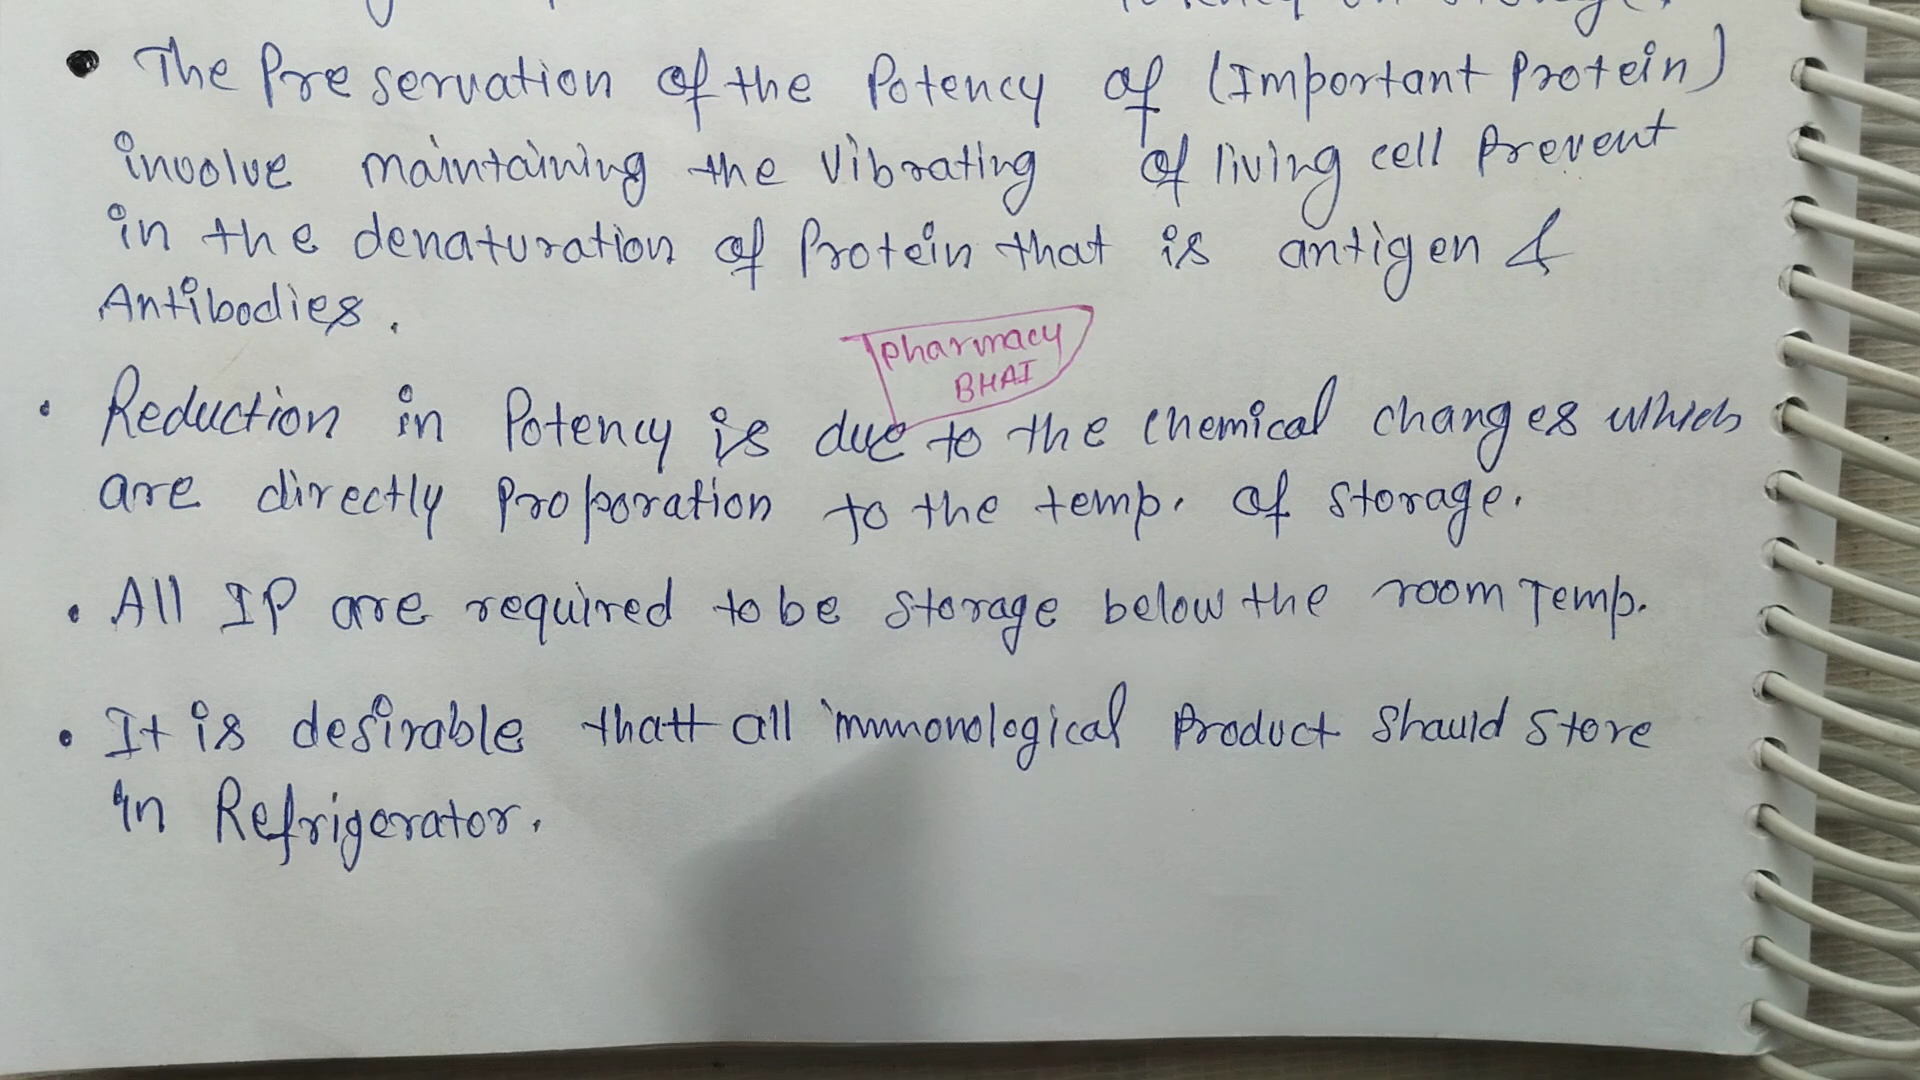 • The Preservation of the Potency of (Important Protein)
involve maintaining the vibrating of living cell Prevent
in the denaturation of Protein that is antigen &
Antibodies.
pharmacy
BHAI
• Reduction in Potency is due to the chemical changes which
are directly Proporation to the temp. of storage.
• All IP are required to be storage below the room Temp.
• It is desirable thatt all immonological Product Should Store
in Refrigerator.